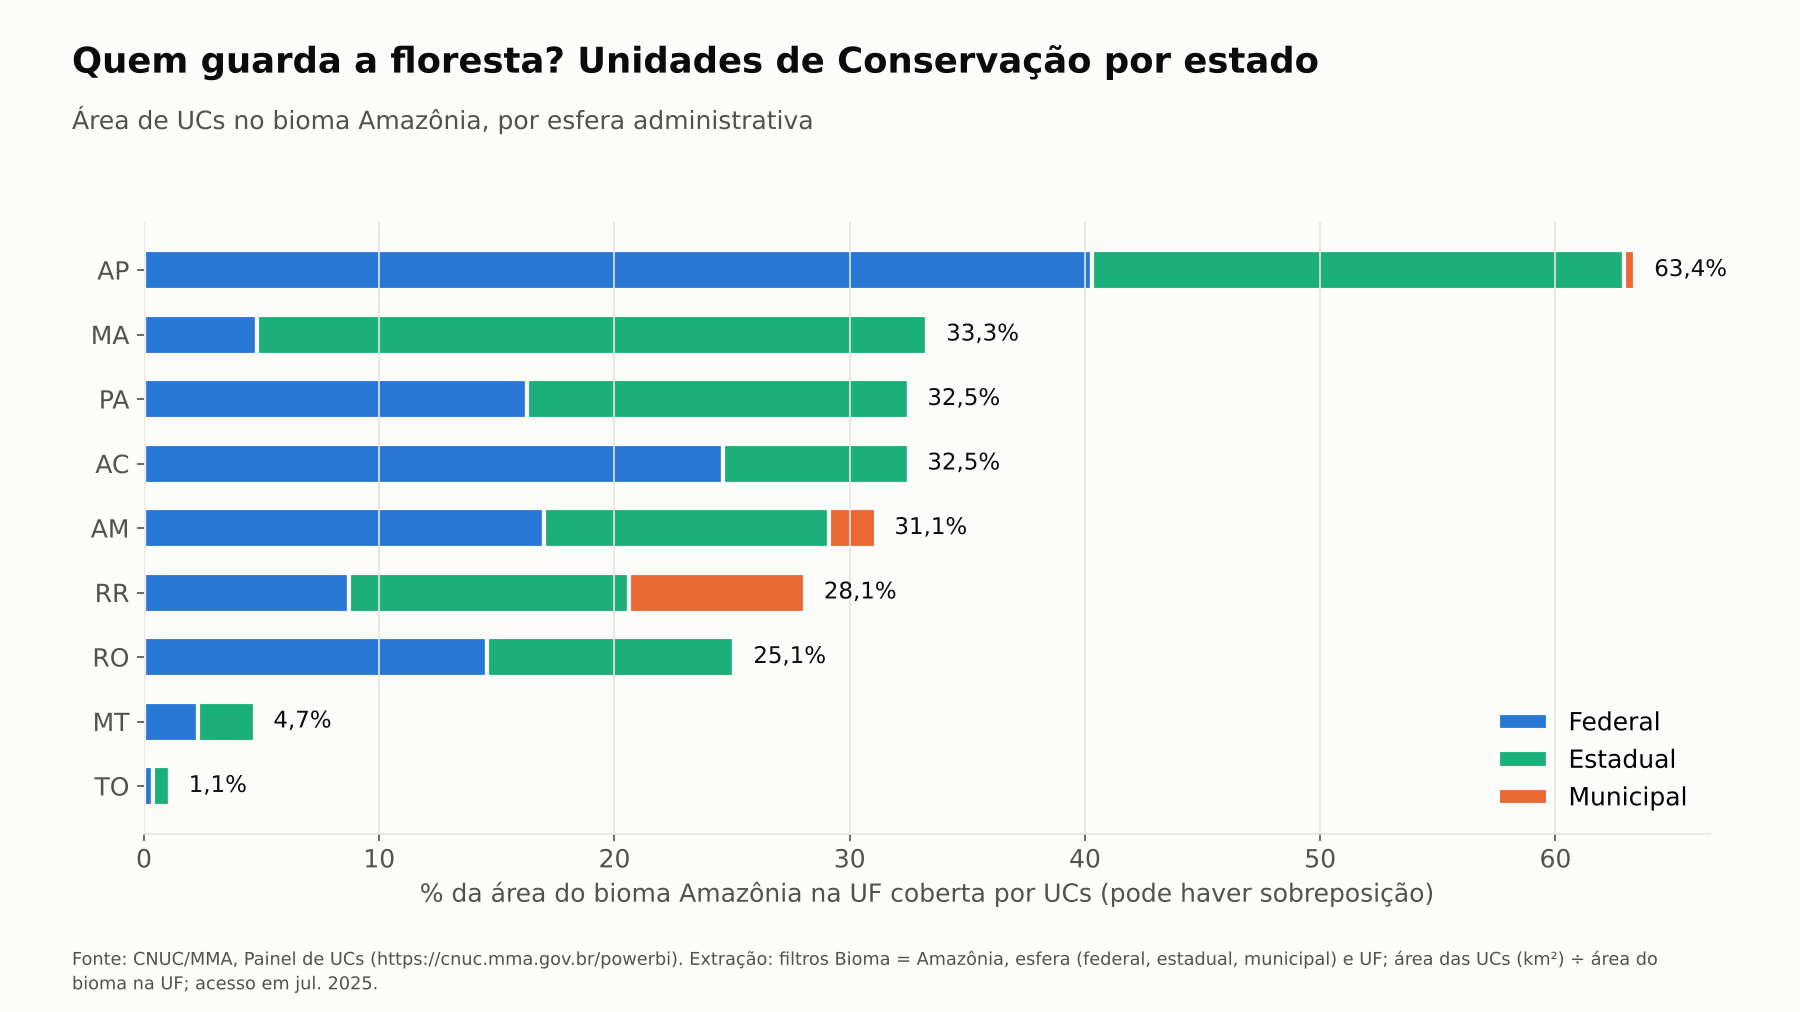 Quem guarda a floresta? Unidades de Conservação por estado
Área de UCs no bioma Amazônia, por esfera administrativa
AP
63,4%
MA
33,3%
PA
32,5%
AC
32,5%
AM
31,1%
RR
28,1%
RO
25,1%
MT
4,7%
TO
1,1%
Federal
Estadual
Municipal
0
10
20
30
40
50
60
% da área do bioma Amazônia na UF coberta por UCs (pode haver sobreposição)
Fonte: CNUC/MMA, Painel de UCs (https://cnuc.mma.gov.br/powerbi). Extração: filtros Bioma = Amazônia, esfera (federal, estadual, municipal) e UF; área das UCs (km²) ÷ área do
bioma na UF; acesso em jul. 2025.